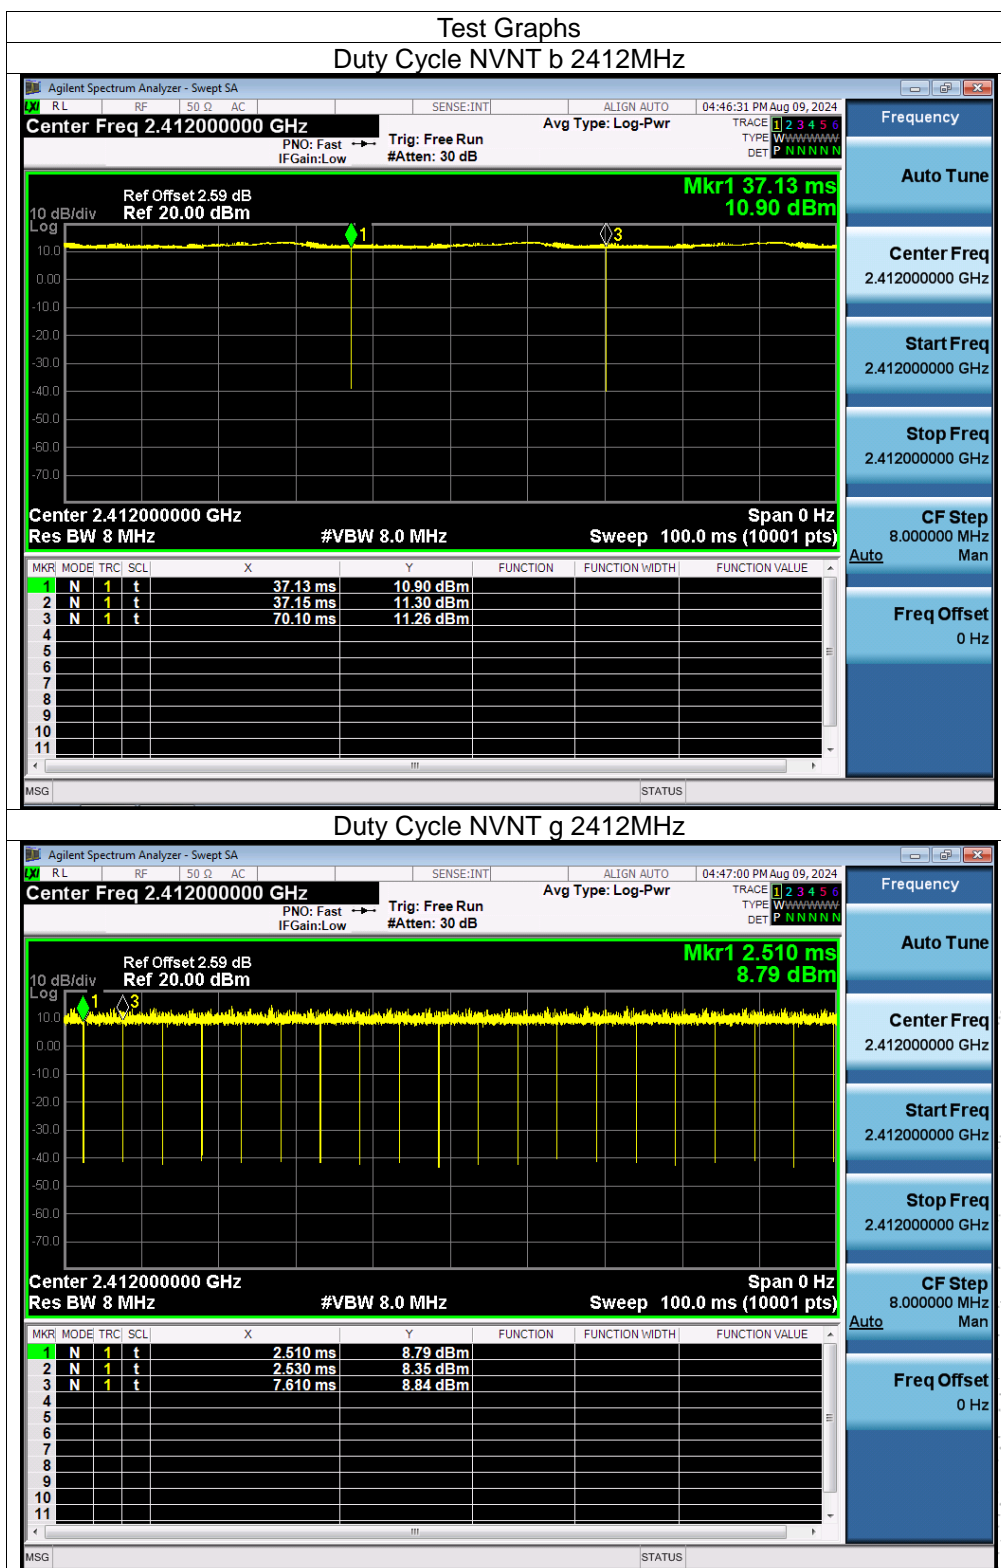 Test Graphs
Duty Cycle NVNT b 2412MHz
Agilent Spectrum Analyzer - Swept SA
LXI RL RF 50 Ω AC SENSE:INT ALIGN AUTO 04:46:31 PM Aug 09, 2024
Center Freq 2.412000000 GHz Avg Type: Log-Pwr TRACE 1 2 3 4 5 6
PNO: Fast Trig: Free Run TYPE WWWWWW
IFGain:Low #Atten: 30 dB DET P NNNNN
Mkr1 37.13 ms
Ref Offset 2.59 dB
10 dB/div Ref 20.00 dBm 10.90 dBm
Log
1 3
10.0
0.00
-10.0
-20.0
-30.0
-40.0
-50.0
-60.0
-70.0
Center 2.412000000 GHz Span 0 Hz
Res BW 8 MHz #VBW 8.0 MHz Sweep 100.0 ms (10001 pts)
MKR MODE TRC SCL X Y FUNCTION FUNCTION WIDTH FUNCTION VALUE
1 N 1 t 37.13 ms 10.90 dBm
2 N 1 t 37.15 ms 11.30 dBm
3 N 1 t 70.10 ms 11.26 dBm
4
5
6
7
8
9
10
11
MSG STATUS
Frequency
Auto Tune
Center Freq
2.412000000 GHz
Start Freq
2.412000000 GHz
Stop Freq
2.412000000 GHz
CF Step
8.000000 MHz
Auto Man
Freq Offset
0 Hz
Duty Cycle NVNT g 2412MHz
Agilent Spectrum Analyzer - Swept SA
LXI RL RF 50 Ω AC SENSE:INT ALIGN AUTO 04:47:00 PM Aug 09, 2024
Center Freq 2.412000000 GHz Avg Type: Log-Pwr TRACE 1 2 3 4 5 6
PNO: Fast Trig: Free Run TYPE WWWWWW
IFGain:Low #Atten: 30 dB DET P NNNNN
Mkr1 2.510 ms
Ref Offset 2.59 dB
10 dB/div Ref 20.00 dBm 8.79 dBm
Log
1 3
10.0
0.00
-10.0
-20.0
-30.0
-40.0
-50.0
-60.0
-70.0
Center 2.412000000 GHz Span 0 Hz
Res BW 8 MHz #VBW 8.0 MHz Sweep 100.0 ms (10001 pts)
MKR MODE TRC SCL X Y FUNCTION FUNCTION WIDTH FUNCTION VALUE
1 N 1 t 2.510 ms 8.79 dBm
2 N 1 t 2.530 ms 8.35 dBm
3 N 1 t 7.610 ms 8.84 dBm
4
5
6
7
8
9
10
11
MSG STATUS
Frequency
Auto Tune
Center Freq
2.412000000 GHz
Start Freq
2.412000000 GHz
Stop Freq
2.412000000 GHz
CF Step
8.000000 MHz
Auto Man
Freq Offset
0 Hz